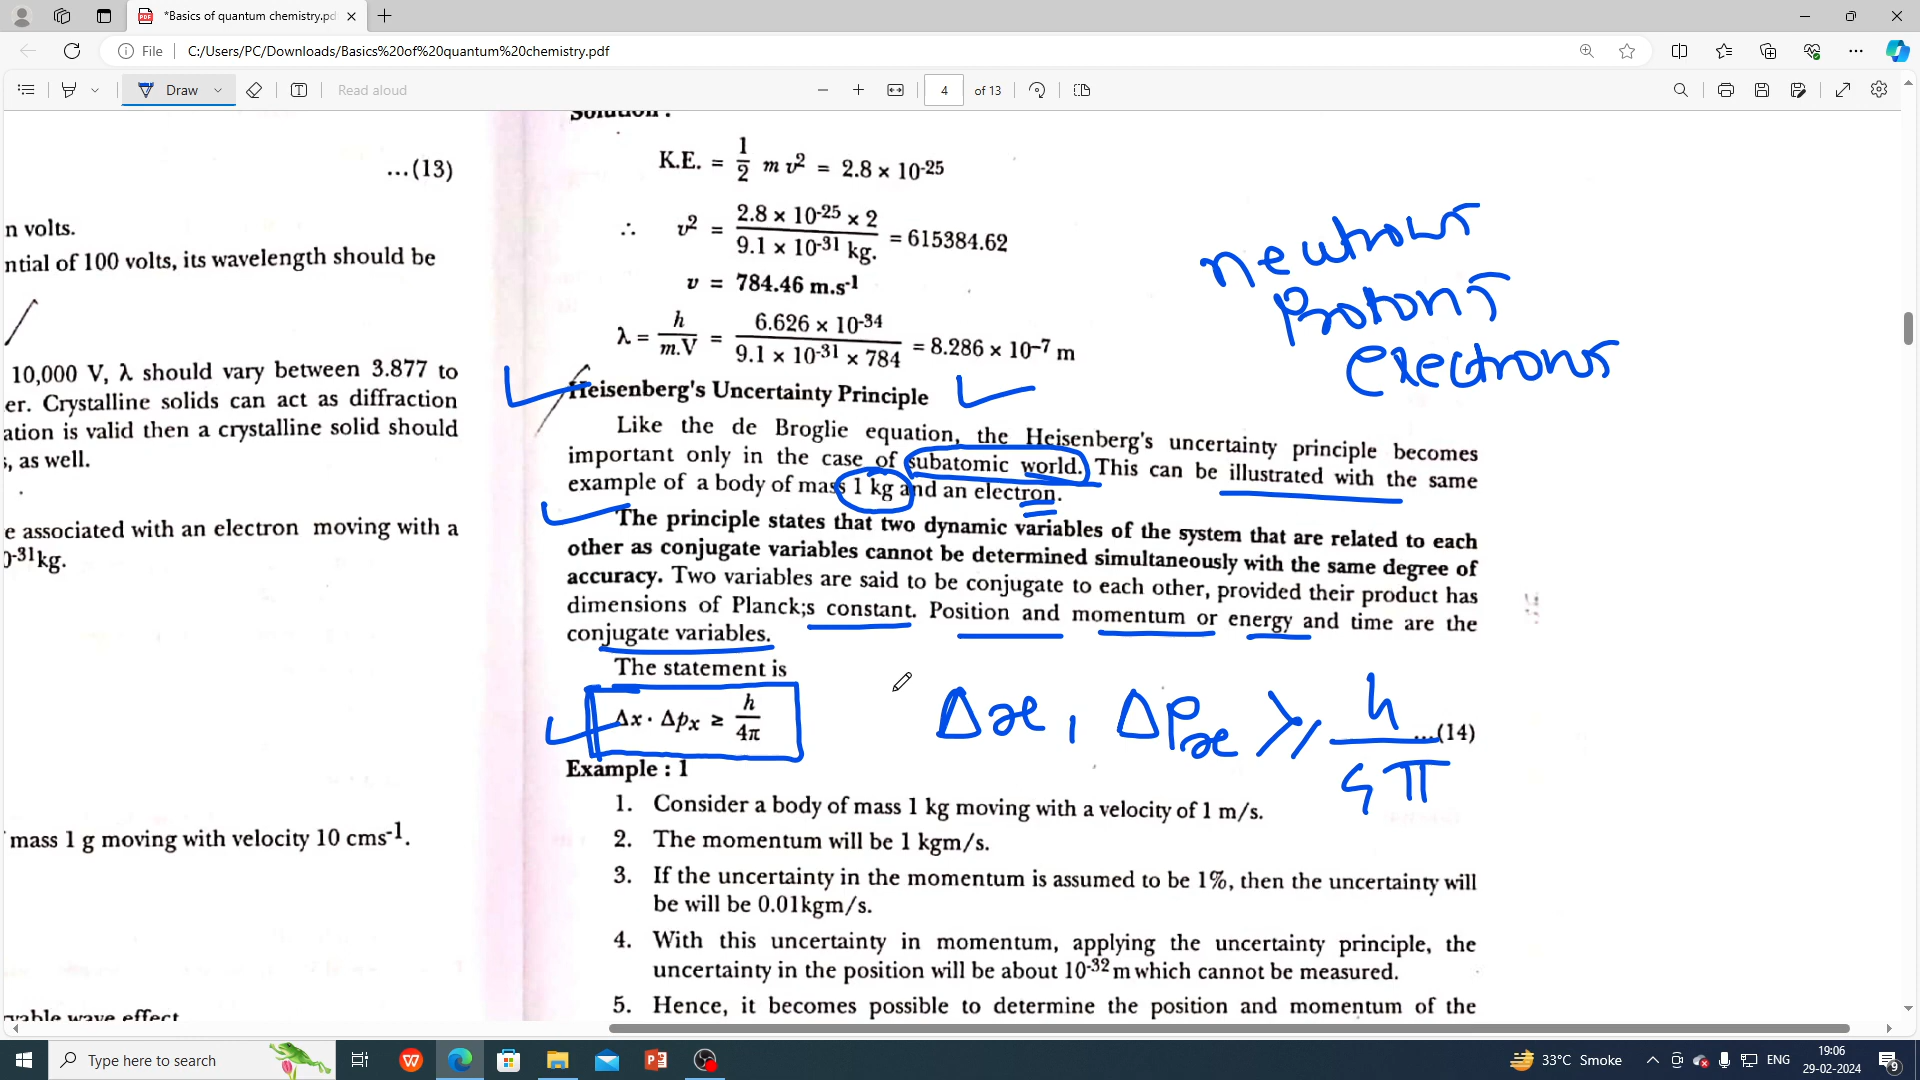 *Basics of quantum chemistry.pd
File
C:/Users/PC/Downloads/Basics%20of%20quantum%20chemistry.pdf
Draw
Read aloud
4
of 13
...(13)
n volts.
ntial of 100 volts, its wavelength should be
10,000 V, λ should vary between 3.877 to
er. Crystalline solids can act as diffraction
ation is valid then a crystalline solid should
s, as well.
e associated with an electron moving with a
0-31 kg.
mass 1 g moving with velocity 10 cms-1.
rvable wave effect
Solution :
K.E. = 1/2 m v² = 2.8 × 10-25
∴ v² = 2.8 × 10-25 × 2 / 9.1 × 10-31 kg. = 615384.62
v = 784.46 m.s-1
λ = h/m.V = 6.626 × 10-34 / 9.1 × 10-31 × 784 = 8.286 × 10-7 m
neutrons
Protons
electrons
Heisenberg's Uncertainty Principle
Like the de Broglie equation, the Heisenberg's uncertainty principle becomes
important only in the case of subatomic world. This can be illustrated with the same
example of a body of mass 1 kg and an electron.
The principle states that two dynamic variables of the system that are related to each
other as conjugate variables cannot be determined simultaneously with the same degree of
accuracy. Two variables are said to be conjugate to each other, provided their product has
dimensions of Planck;s constant. Position and momentum or energy and time are the
conjugate variables.
The statement is
Δx · Δpx ≥ h/4π
Δx, ΔPx ≥ h/4π
...(14)
Example : 1
1. Consider a body of mass 1 kg moving with a velocity of 1 m/s.
2. The momentum will be 1 kgm/s.
3. If the uncertainty in the momentum is assumed to be 1%, then the uncertainty will
be will be 0.01kgm/s.
4. With this uncertainty in momentum, applying the uncertainty principle, the
uncertainty in the position will be about 10-32 m which cannot be measured.
5. Hence, it becomes possible to determine the position and momentum of the
Type here to search
33°C Smoke
ENG
19:06
29-02-2024
9